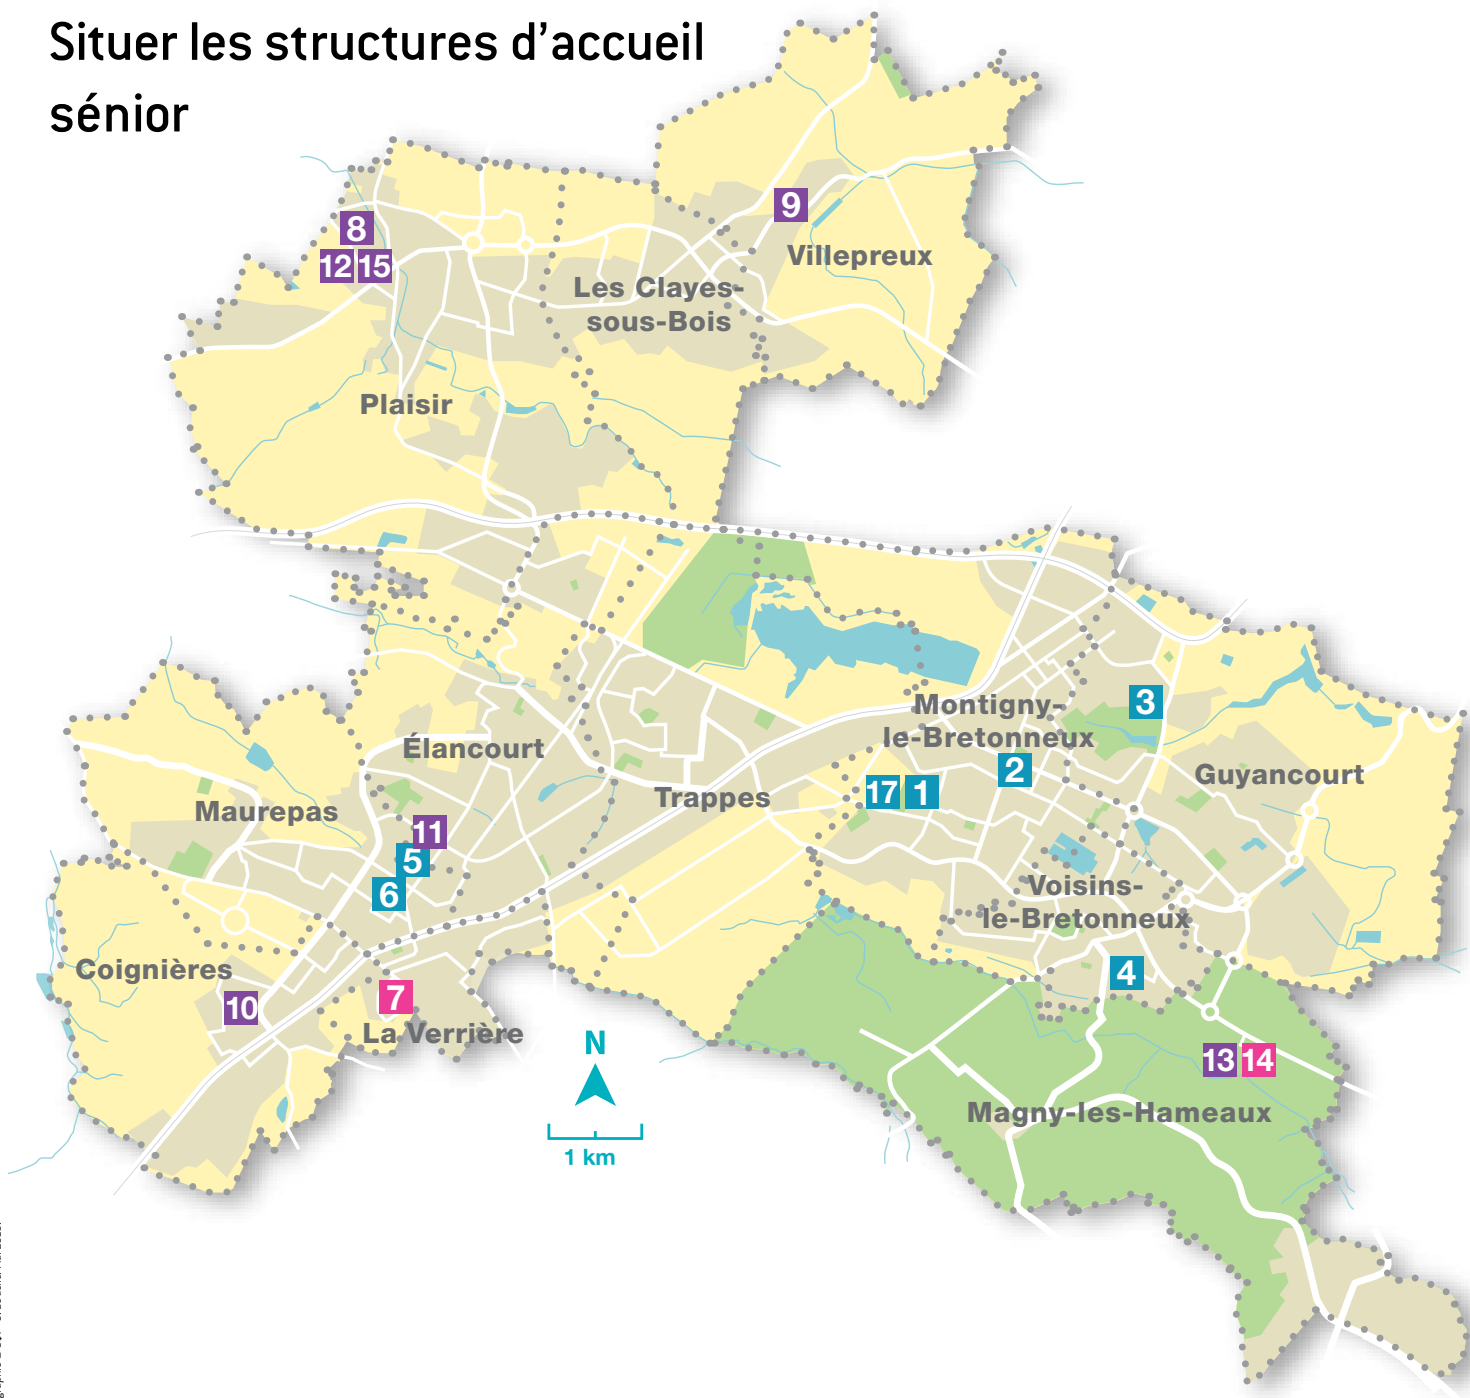 Situer les structures d’accueil
sénior
9
8
12 15
Villepreux
Les Clayes-
sous-Bois
Plaisir
3
Montigny-
le-Bretonneux
Élancourt
2
Guyancourt
17 1
Trappes
Maurepas
11
5
6
Voisins-
le-Bretonneux
Coignières
4
7
10
La Verrière
N
13 14
Magny-les-Hameaux
1 km